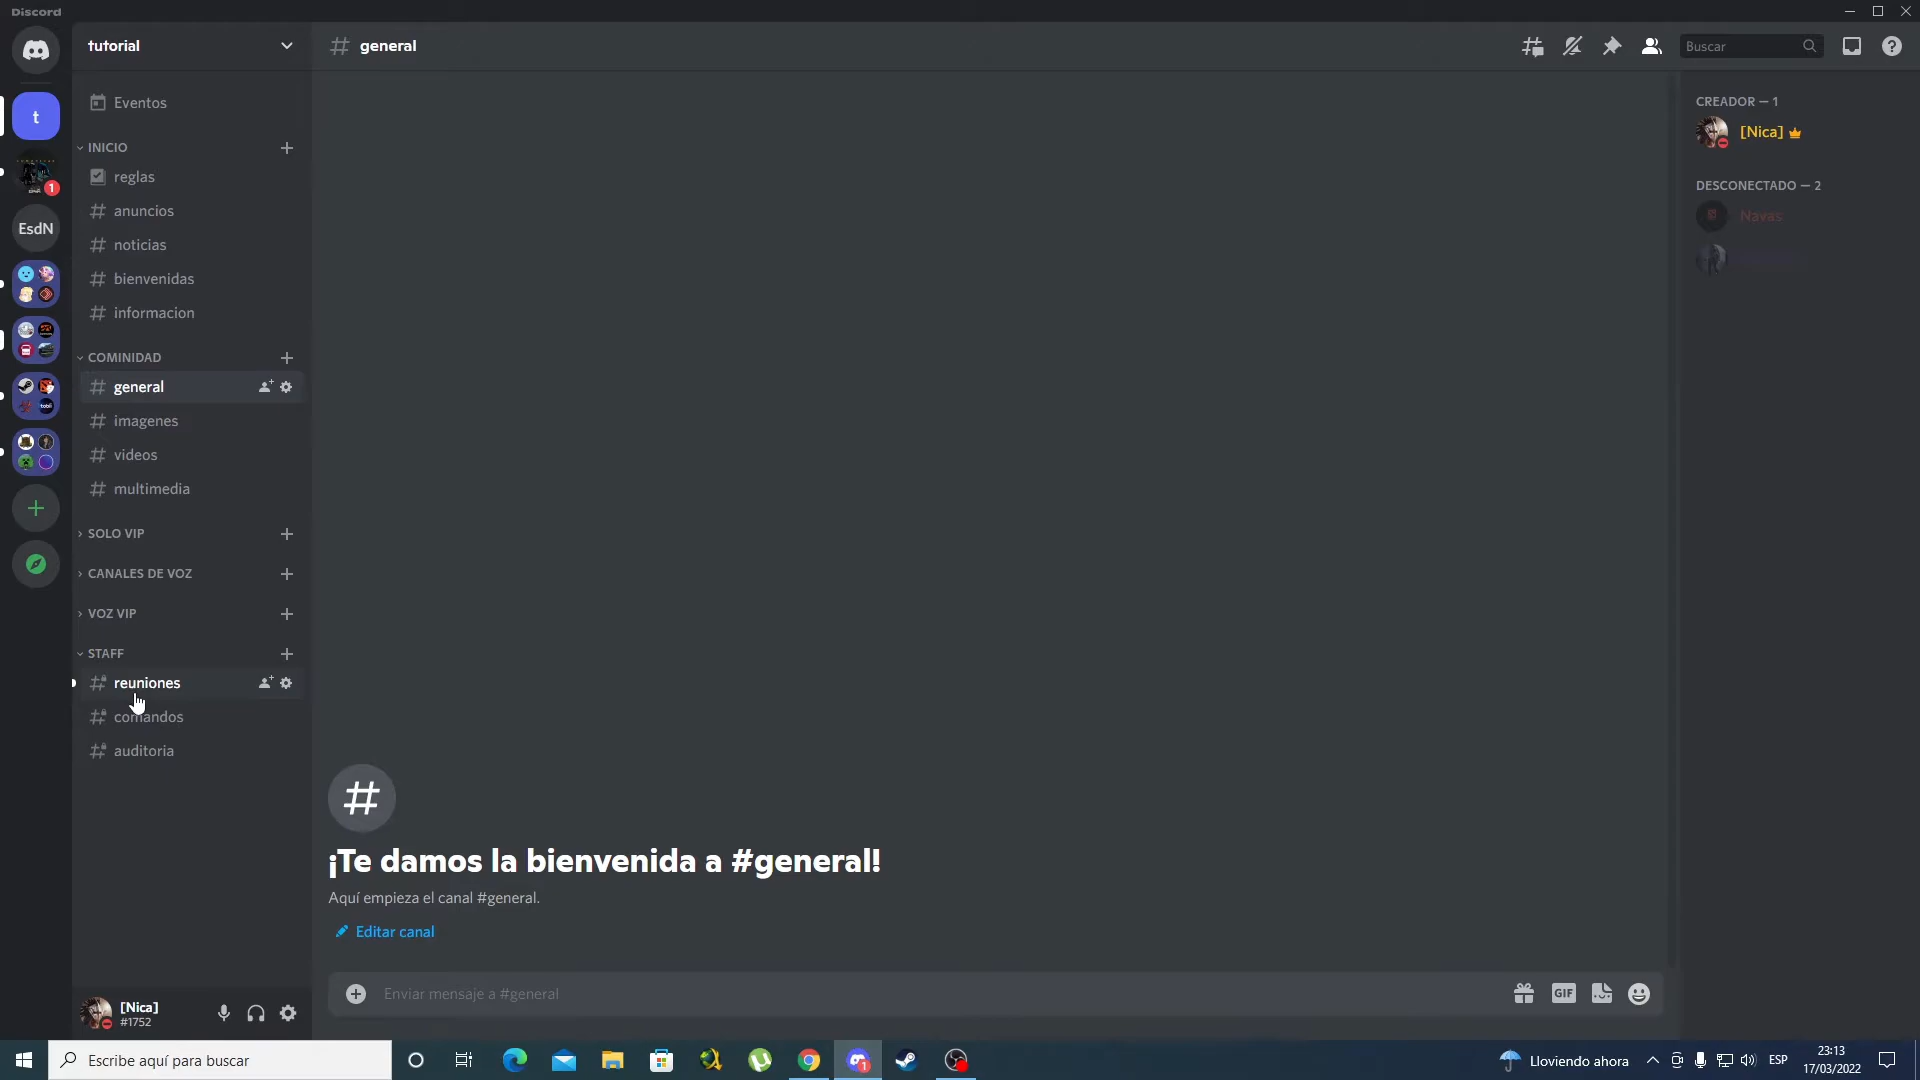 Discord
tutorial
Eventos
INICIO
reglas
anuncios
noticias
bienvenidas
informacion
COMINIDAD
general
imagenes
videos
multimedia
SOLO VIP
CANALES DE VOZ
VOZ VIP
STAFF
reuniones
comandos
auditoria
t
1
EsdN
[Nica]
#1752
general
Buscar
¡Te damos la bienvenida a #general!
Aquí empieza el canal #general.
Editar canal
Enviar mensaje a #general
GIF
CREADOR — 1
[Nica]
DESCONECTADO — 2
Navas
Escribe aquí para buscar
1
Lloviendo ahora
ESP
23:13
17/03/2022